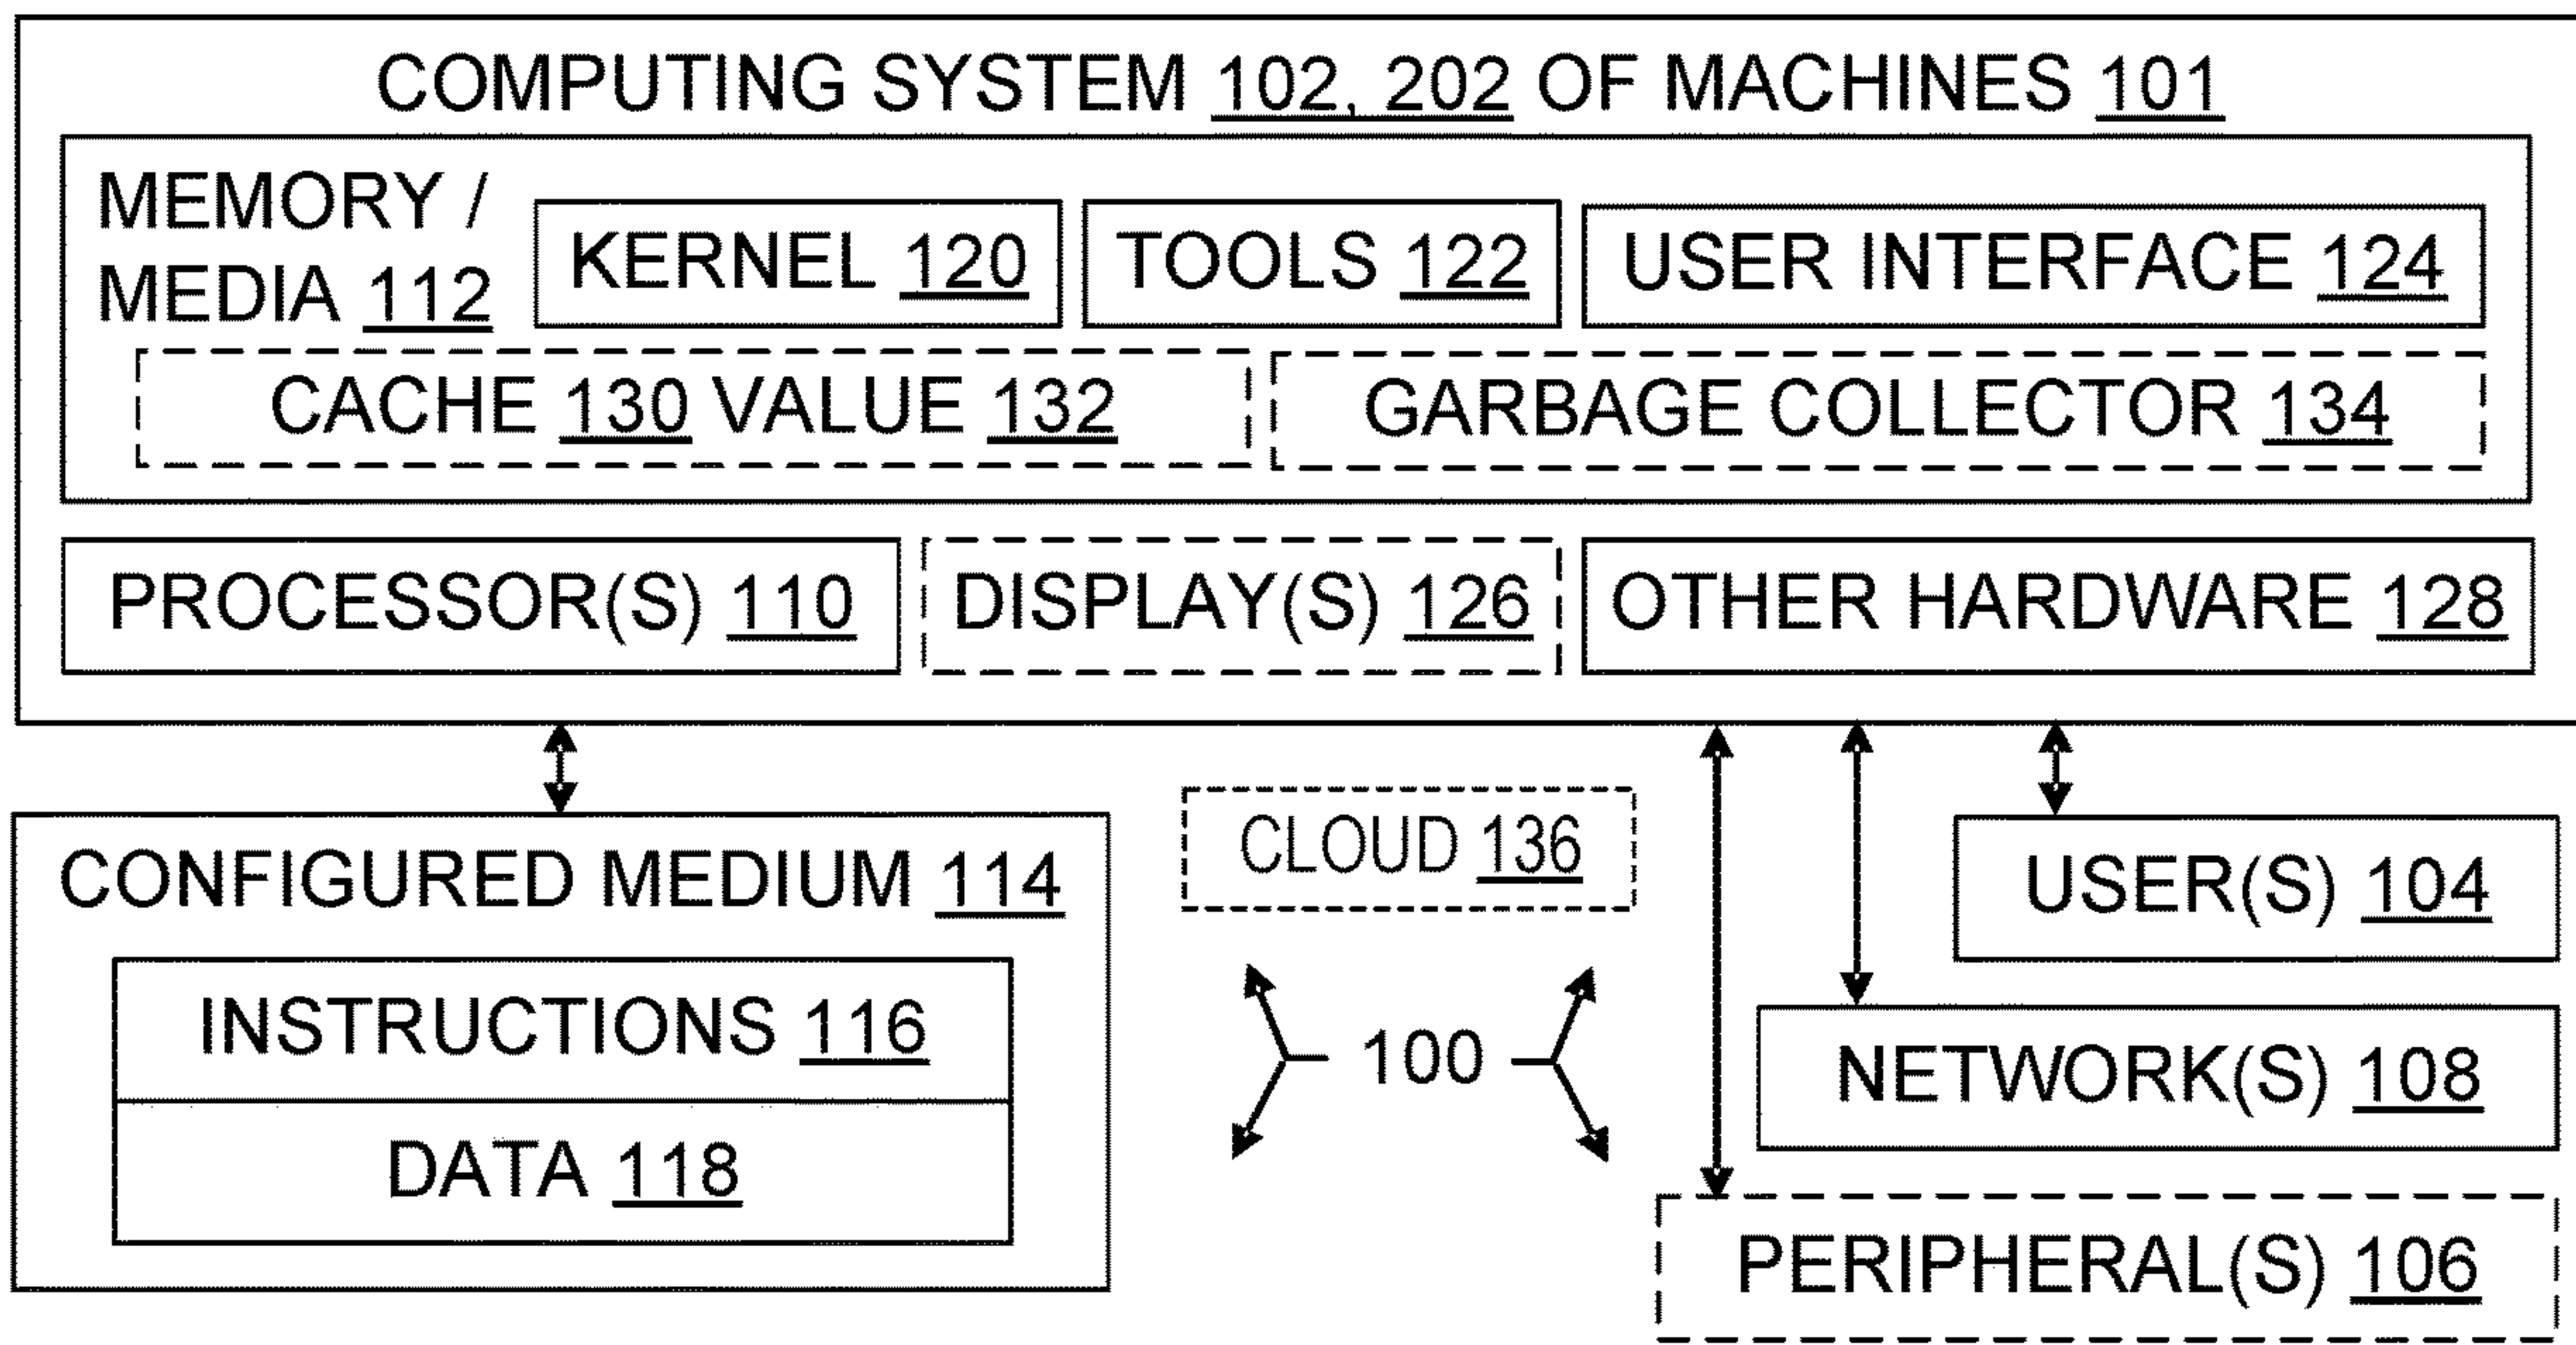 COMPUTING SYSTEM 102, 202 OF MACHINES 101
MEMORY /
MEDIA 112
KERNEL 120
TOOLS 122
USER INTERFACE 124
CACHE 130 VALUE 132
GARBAGE COLLECTOR 134
PROCESSOR(S) 110
DISPLAY(S) 126
OTHER HARDWARE 128
CONFIGURED MEDIUM 114
INSTRUCTIONS 116
DATA 118
CLOUD 136
100
USER(S) 104
NETWORK(S) 108
PERIPHERAL(S) 106